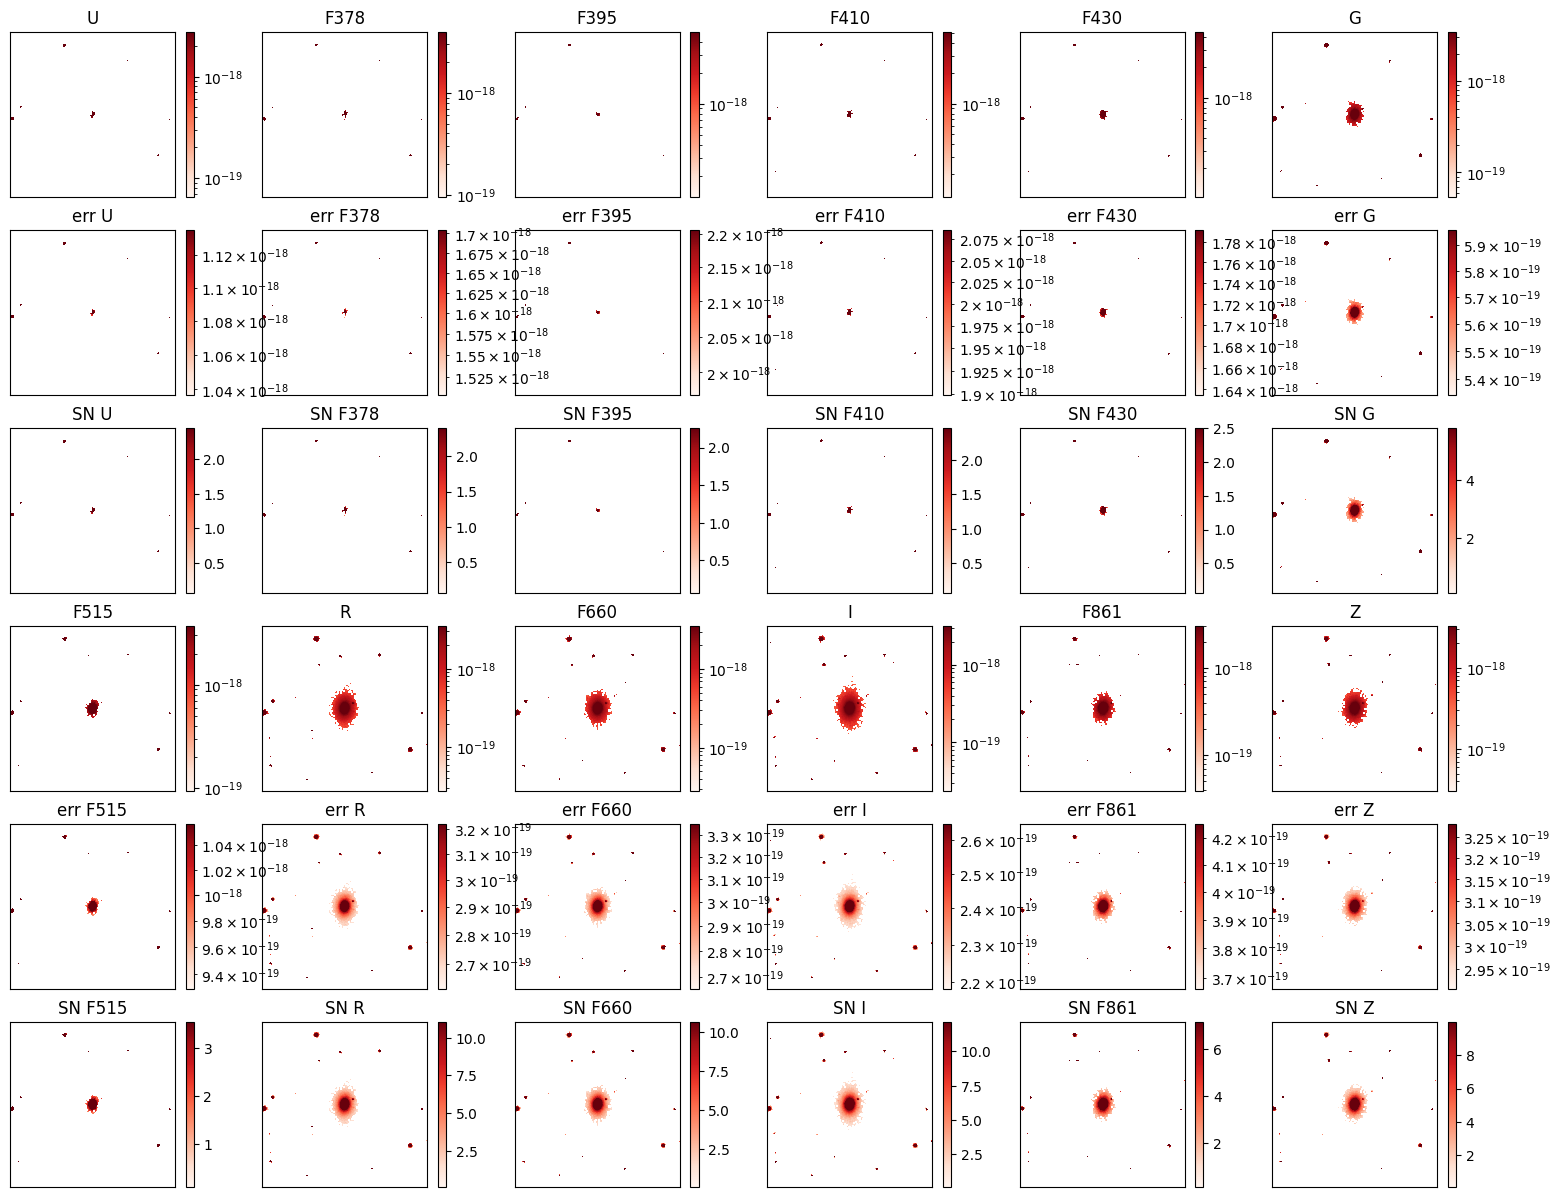 U
F378
F395
F410
F430
G
10⁻¹⁸
10⁻¹⁹
10⁻¹⁸
10⁻¹⁹
10⁻¹⁸
10⁻¹⁸
10⁻¹⁸
10⁻¹⁸
10⁻¹⁹
err U
err F378
err F395
err F410
err F430
err G
1.12 × 10⁻¹⁸
1.1 × 10⁻¹⁸
1.08 × 10⁻¹⁸
1.06 × 10⁻¹⁸
1.04 × 10⁻¹⁸
1.7 × 10⁻¹⁸
1.675 × 10⁻¹⁸
1.65 × 10⁻¹⁸
1.625 × 10⁻¹⁸
1.6 × 10⁻¹⁸
1.575 × 10⁻¹⁸
1.55 × 10⁻¹⁸
1.525 × 10⁻¹⁸
2.2 × 10⁻¹⁸
2.15 × 10⁻¹⁸
2.1 × 10⁻¹⁸
2.05 × 10⁻¹⁸
2 × 10⁻¹⁸
2.075 × 10⁻¹⁸
2.05 × 10⁻¹⁸
2.025 × 10⁻¹⁸
2 × 10⁻¹⁸
1.975 × 10⁻¹⁸
1.95 × 10⁻¹⁸
1.925 × 10⁻¹⁸
1.9 × 10⁻¹⁸
1.78 × 10⁻¹⁸
1.76 × 10⁻¹⁸
1.74 × 10⁻¹⁸
1.72 × 10⁻¹⁸
1.7 × 10⁻¹⁸
1.68 × 10⁻¹⁸
1.66 × 10⁻¹⁸
1.64 × 10⁻¹⁸
5.9 × 10⁻¹⁹
5.8 × 10⁻¹⁹
5.7 × 10⁻¹⁹
5.6 × 10⁻¹⁹
5.5 × 10⁻¹⁹
5.4 × 10⁻¹⁹
SN U
SN F378
SN F395
SN F410
SN F430
SN G
2.0
1.5
1.0
0.5
2.0
1.5
1.0
0.5
2.0
1.5
1.0
0.5
2.0
1.5
1.0
0.5
2.5
2.0
1.5
1.0
0.5
4
2
F515
R
F660
I
F861
Z
10⁻¹⁸
10⁻¹⁹
10⁻¹⁸
10⁻¹⁹
10⁻¹⁸
10⁻¹⁹
10⁻¹⁸
10⁻¹⁹
10⁻¹⁸
10⁻¹⁹
10⁻¹⁸
10⁻¹⁹
err F515
err R
err F660
err I
err F861
err Z
1.04 × 10⁻¹⁸
1.02 × 10⁻¹⁸
10⁻¹⁸
9.8 × 10⁻¹⁹
9.6 × 10⁻¹⁹
9.4 × 10⁻¹⁹
3.2 × 10⁻¹⁹
3.1 × 10⁻¹⁹
3 × 10⁻¹⁹
2.9 × 10⁻¹⁹
2.8 × 10⁻¹⁹
2.7 × 10⁻¹⁹
3.3 × 10⁻¹⁹
3.2 × 10⁻¹⁹
3.1 × 10⁻¹⁹
3 × 10⁻¹⁹
2.9 × 10⁻¹⁹
2.8 × 10⁻¹⁹
2.7 × 10⁻¹⁹
2.6 × 10⁻¹⁹
2.5 × 10⁻¹⁹
2.4 × 10⁻¹⁹
2.3 × 10⁻¹⁹
2.2 × 10⁻¹⁹
4.2 × 10⁻¹⁹
4.1 × 10⁻¹⁹
4 × 10⁻¹⁹
3.9 × 10⁻¹⁹
3.8 × 10⁻¹⁹
3.7 × 10⁻¹⁹
3.25 × 10⁻¹⁹
3.2 × 10⁻¹⁹
3.15 × 10⁻¹⁹
3.1 × 10⁻¹⁹
3.05 × 10⁻¹⁹
3 × 10⁻¹⁹
2.95 × 10⁻¹⁹
SN F515
SN R
SN F660
SN I
SN F861
SN Z
3
2
1
10.0
7.5
5.0
2.5
10.0
7.5
5.0
2.5
10.0
7.5
5.0
2.5
6
4
2
8
6
4
2